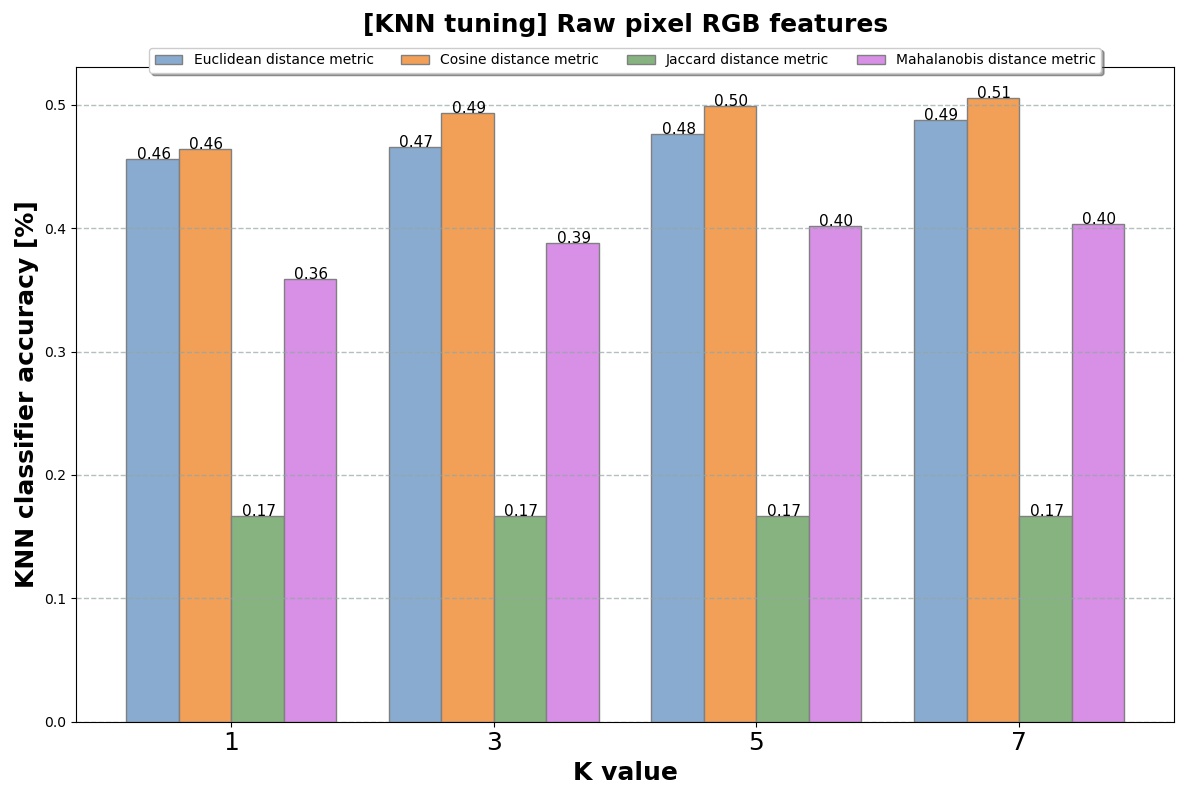 [KNN tuning] Raw pixel RGB features
Euclidean distance metric Cosine distance metric Jaccard distance metric Mahalanobis distance metric
KNN classifier accuracy [%]
0.5
0.4
0.3
0.2
0.1
0.0
0.46 0.46 0.17 0.36
0.47 0.49 0.17 0.39
0.48 0.50 0.17 0.40
0.49 0.51 0.17 0.40
1 3 5 7
K value